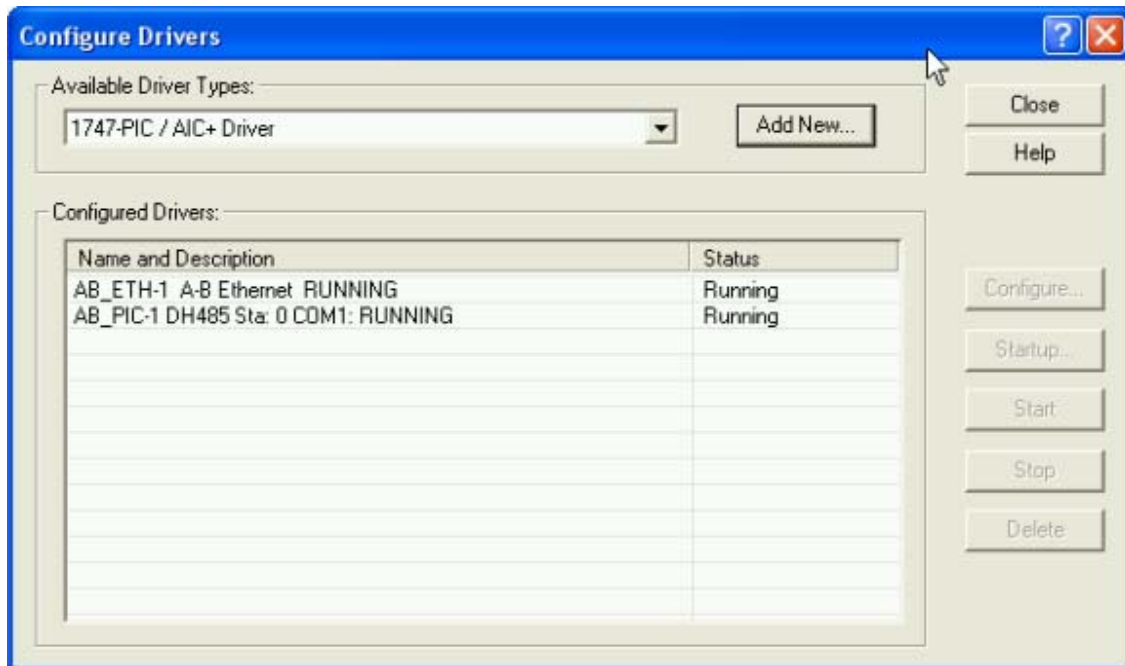 Configure Drivers
Available Driver Types:
1747-PIC / AIC+ Driver
Add New...
Close
Help
Configured Drivers:
Name and Description Status
AB_ETH-1 A-B Ethernet RUNNING Running
AB_PIC-1 DH485 Sta: 0 COM1: RUNNING Running
Configure...
Startup...
Start
Stop
Delete